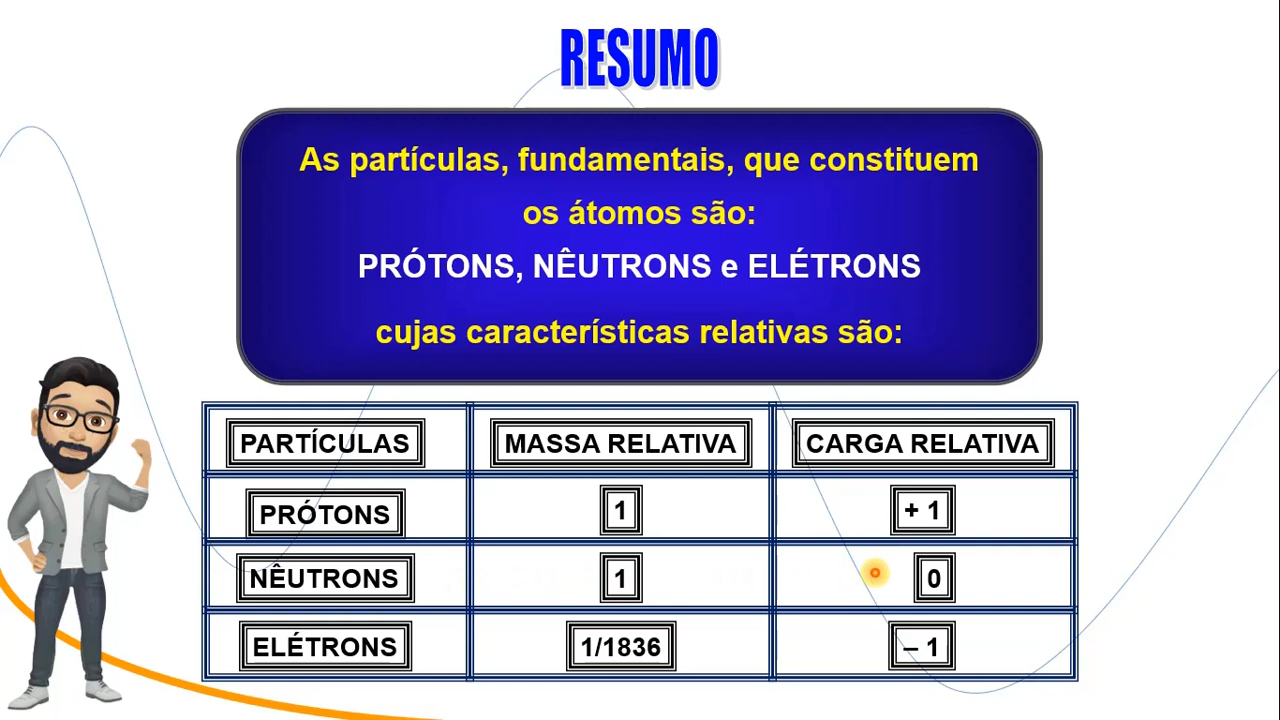 RESUMO
As partículas, fundamentais, que constituem
os átomos são:
PRÓTONS, NÊUTRONS e ELÉTRONS
cujas características relativas são:
PARTÍCULAS MASSA RELATIVA CARGA RELATIVA
PRÓTONS 1 + 1
NÊUTRONS 1 0
ELÉTRONS 1/1836 – 1